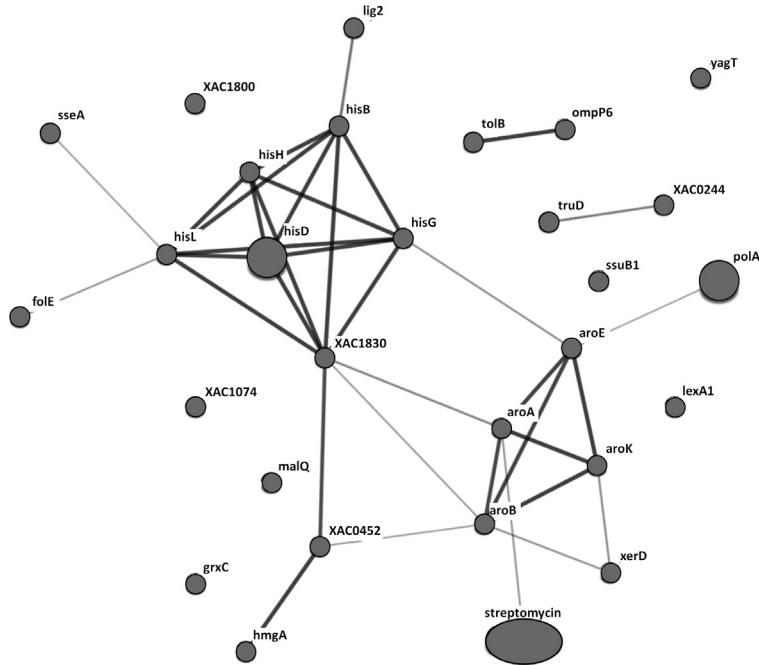 lig2
yagT
XAC1800
sseA
hisB
tolB
ompP6
hisH
XAC0244
truD
hisG
hisL
hisD
polA
ssuB1
folE
aroE
XAC1830
XAC1074
lexA1
aroA
aroK
malQ
aroB
XAC0452
xerD
grxC
streptomycin
hmgA